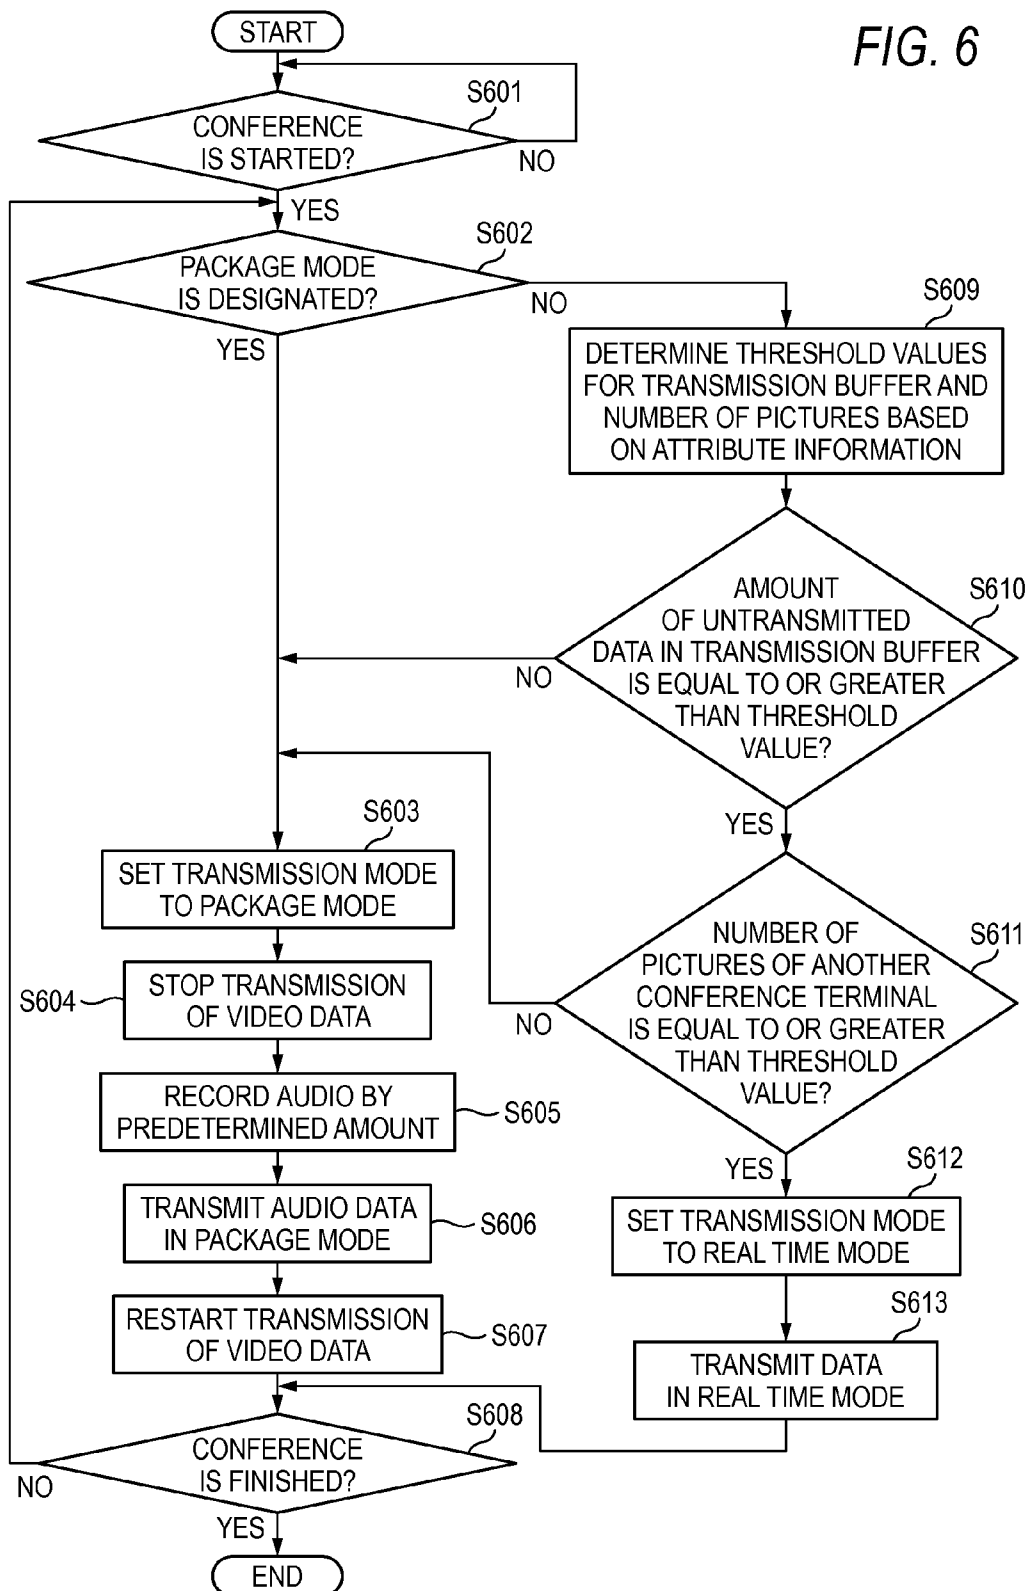 FIG. 6
START
S601
CONFERENCE
IS STARTED?
NO
YES
S602
PACKAGE MODE
IS DESIGNATED?
NO
YES
S609
DETERMINE THRESHOLD VALUES
FOR TRANSMISSION BUFFER AND
NUMBER OF PICTURES BASED
ON ATTRIBUTE INFORMATION
S610
AMOUNT
OF UNTRANSMITTED
DATA IN TRANSMISSION BUFFER
IS EQUAL TO OR GREATER
THAN THRESHOLD
VALUE?
NO
YES
S603
SET TRANSMISSION MODE
TO PACKAGE MODE
S611
NUMBER OF
PICTURES OF ANOTHER
CONFERENCE TERMINAL
IS EQUAL TO OR GREATER
THAN THRESHOLD
VALUE?
NO
YES
S604
STOP TRANSMISSION
OF VIDEO DATA
RECORD AUDIO BY
PREDETERMINED AMOUNT
S605
TRANSMIT AUDIO DATA
IN PACKAGE MODE
S606
S612
SET TRANSMISSION MODE
TO REAL TIME MODE
RESTART TRANSMISSION
OF VIDEO DATA
S607
S613
TRANSMIT DATA
IN REAL TIME MODE
S608
CONFERENCE
IS FINISHED?
NO
YES
END